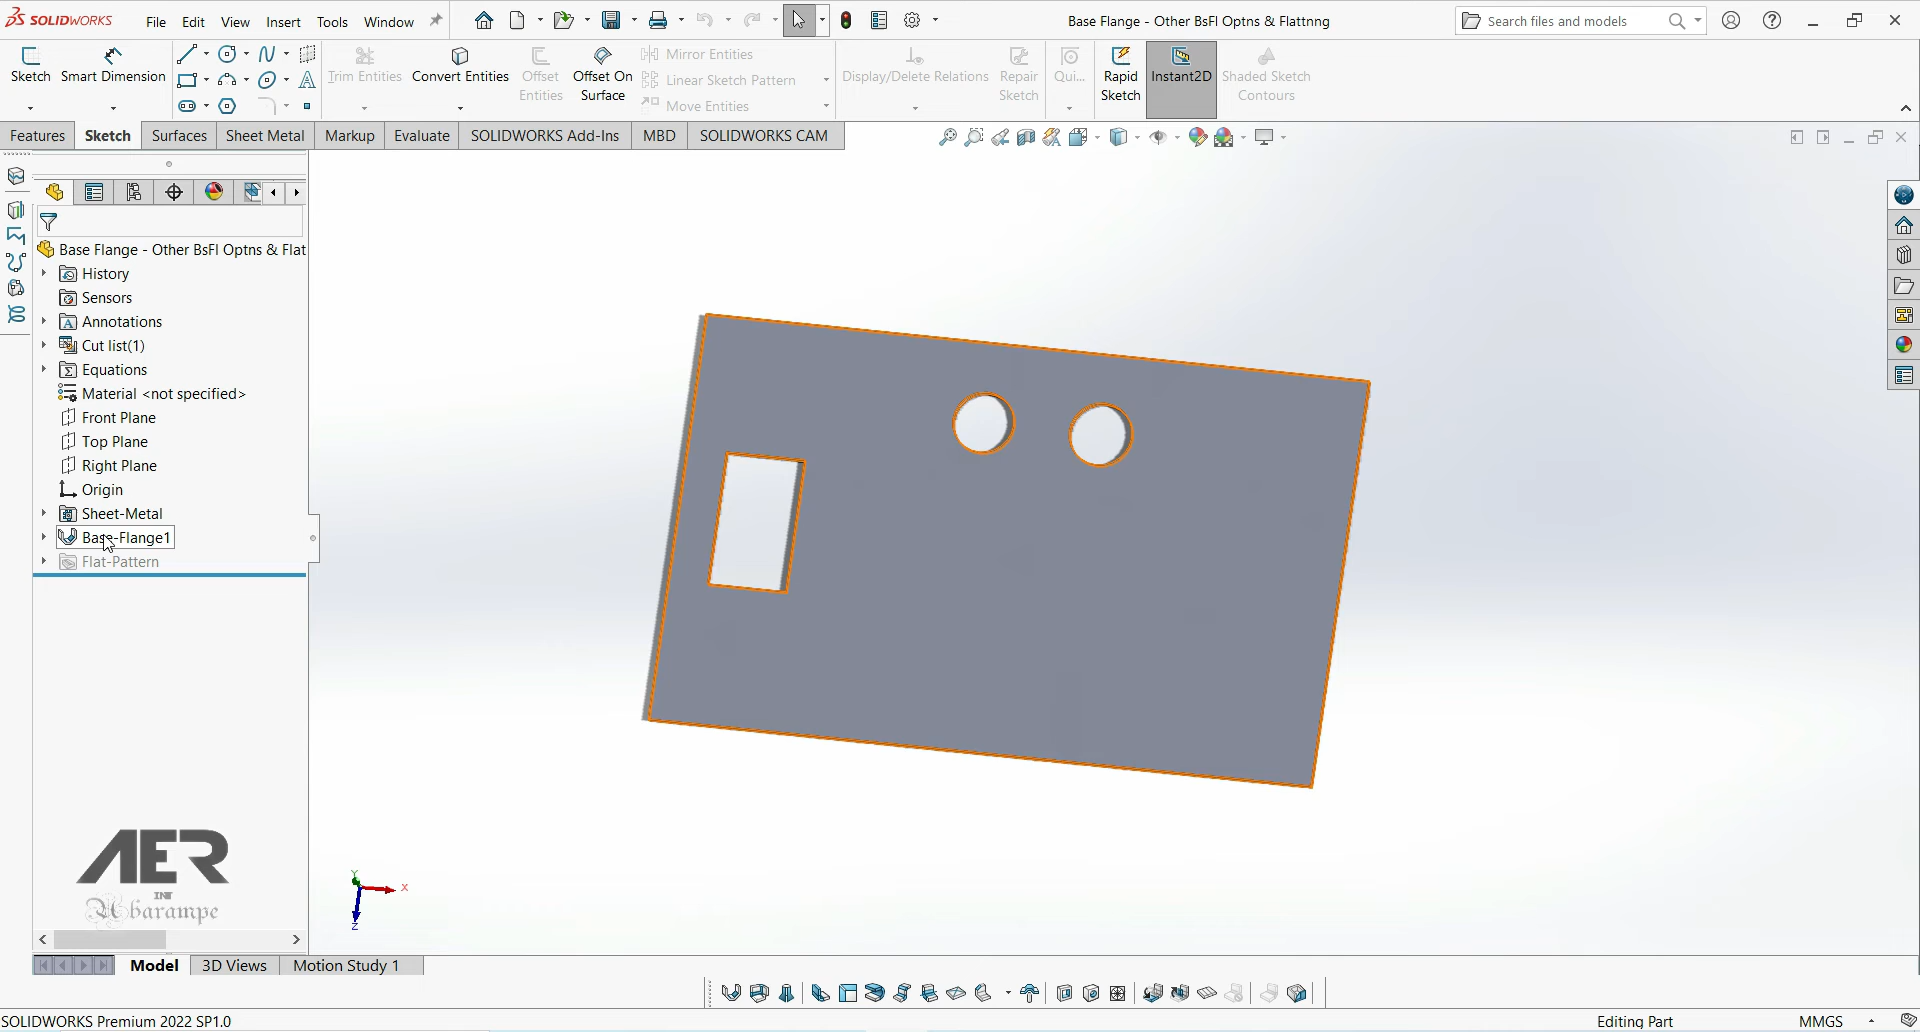 SOLIDWORKS File Edit View Insert Tools Window Base Flange - Other BsFl Optns & Flattnng Search files and models
Sketch Smart Dimension Trim Entities Convert Entities Offset Entities Offset On Surface Mirror Entities Linear Sketch Pattern Move Entities Display/Delete Relations Repair Sketch Qui... Rapid Sketch Instant2D Shaded Sketch Contours
Features Sketch Surfaces Sheet Metal Markup Evaluate SOLIDWORKS Add-Ins MBD SOLIDWORKS CAM
Base Flange - Other BsFl Optns & Flat
History
Sensors
Annotations
Cut list(1)
Equations
Material <not specified>
Front Plane
Top Plane
Right Plane
Origin
Sheet-Metal
Base-Flange1
Flat-Pattern
AER
INT
Abarampe
Y
X
Z
Model 3D Views Motion Study 1
SOLIDWORKS Premium 2022 SP1.0 Editing Part MMGS